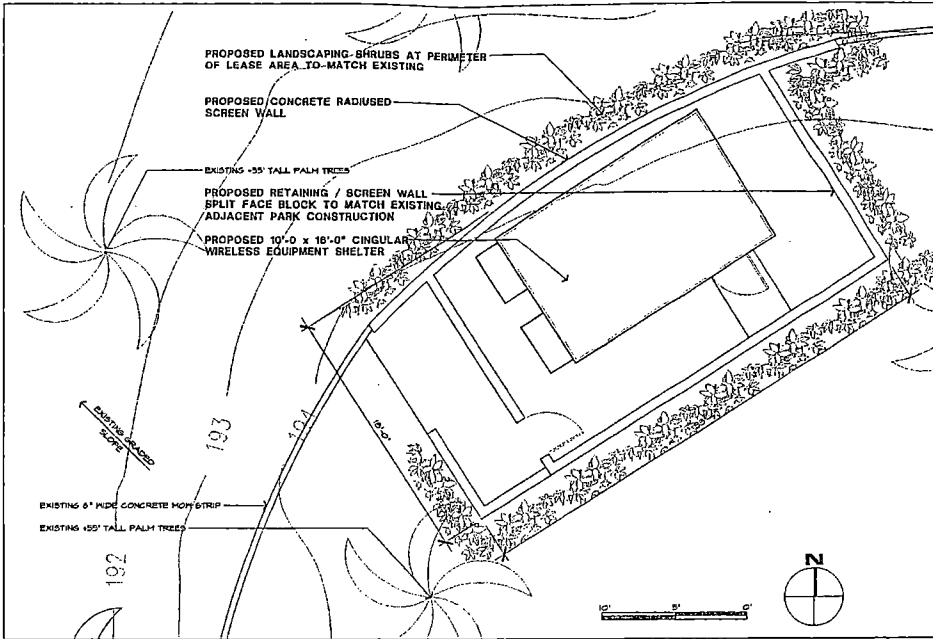 PROPOSED LANDSCAPING SHRUBS AT PERIMETER
OF LEASE AREA TO MATCH EXISTING
PROPOSED CONCRETE RADIUSED
SCREEN WALL
EXISTING +55' TALL PALM TREES
PROPOSED RETAINING / SCREEN WALL
SPLIT FACE BLOCK TO MATCH EXISTING
ADJACENT PARK CONSTRUCTION
PROPOSED 10'-0 x 16'-0" CINGULAR
WIRELESS EQUIPMENT SHELTER
EXISTING GRADED
SLOPE
193
194
18'-0"
EXISTING 8" WIDE CONCRETE MOW STRIP
EXISTING +55' TALL PALM TREES
192
N
10' 5' 0'